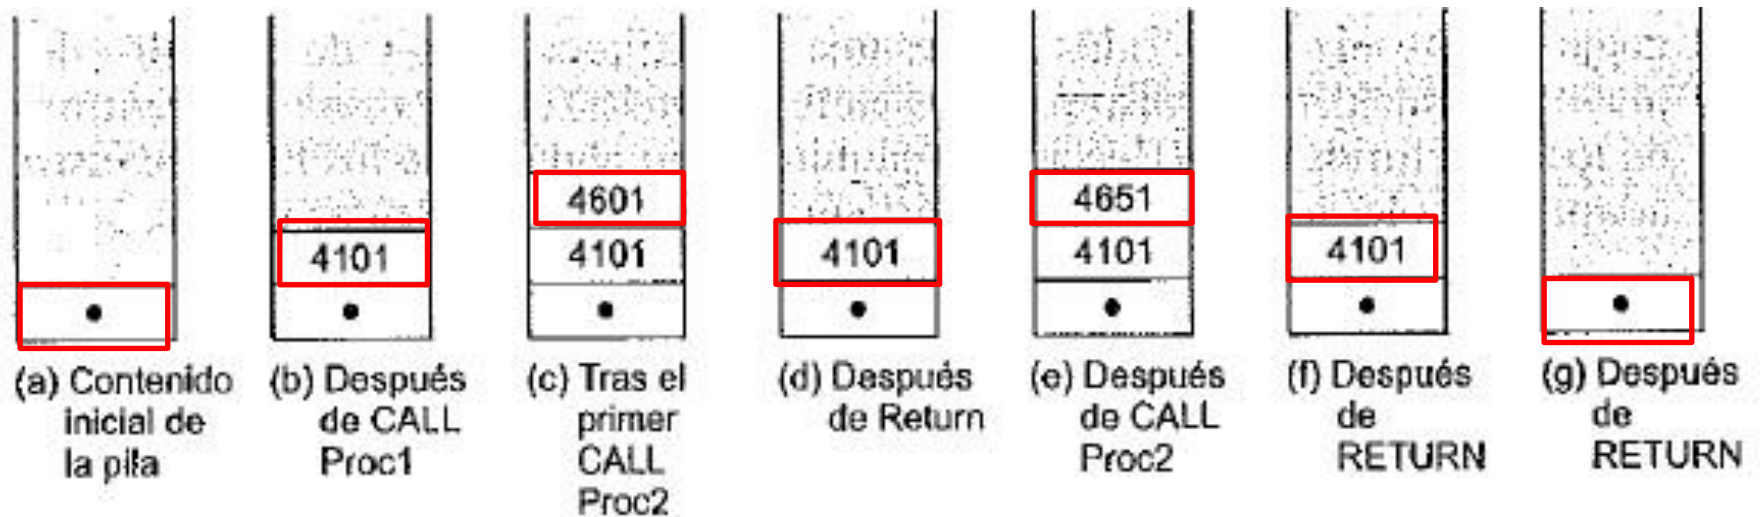 4601
4651
4101
4101
4101
4101
4101
(a) Contenido
inicial de
la pila
(b) Después
de CALL
Proc1
(c) Tras el
primer
CALL
Proc2
(d) Después
de Return
(e) Después
de CALL
Proc2
(f) Después
de
RETURN
(g) Después
de
RETURN